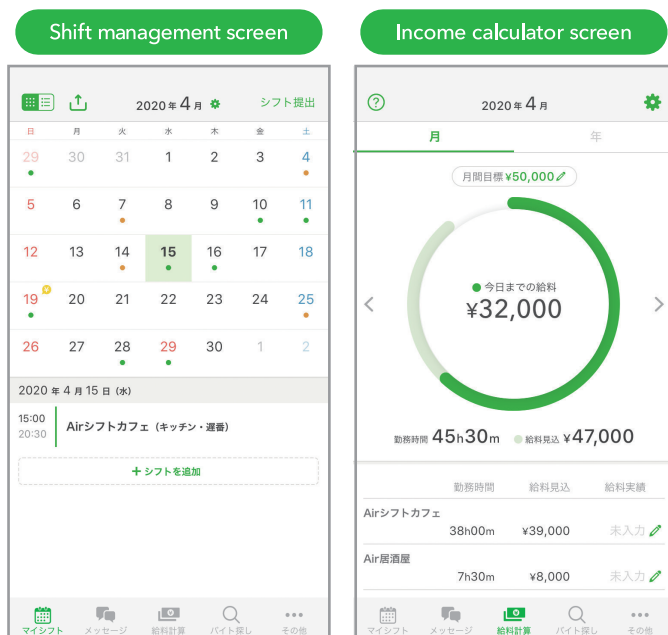 Shift management screen
2020年4月 シフト提出
日 月 火 水 木 金 土
29 30 31 1 2 3 4
5 6 7 8 9 10 11
12 13 14 15 16 17 18
19 ¥ 20 21 22 23 24 25
26 27 28 29 30 1 2
2020年4月15日(水)
15:00
20:30
Airシフトカフェ(キッチン・遅番)
+シフトを追加
マイシフト メッセージ 給料計算 バイト探し その他
Income calculator screen
? 2020年4月
月 年
月間目標 ¥50,000
今日までの給料
¥32,000
勤務時間 45h30m 給料見込 ¥47,000
勤務時間 給料見込 給料実績
Airシフトカフェ
38h00m ¥39,000 未入力
Air居酒屋
7h30m ¥8,000 未入力
マイシフト メッセージ 給料計算 バイト探し その他